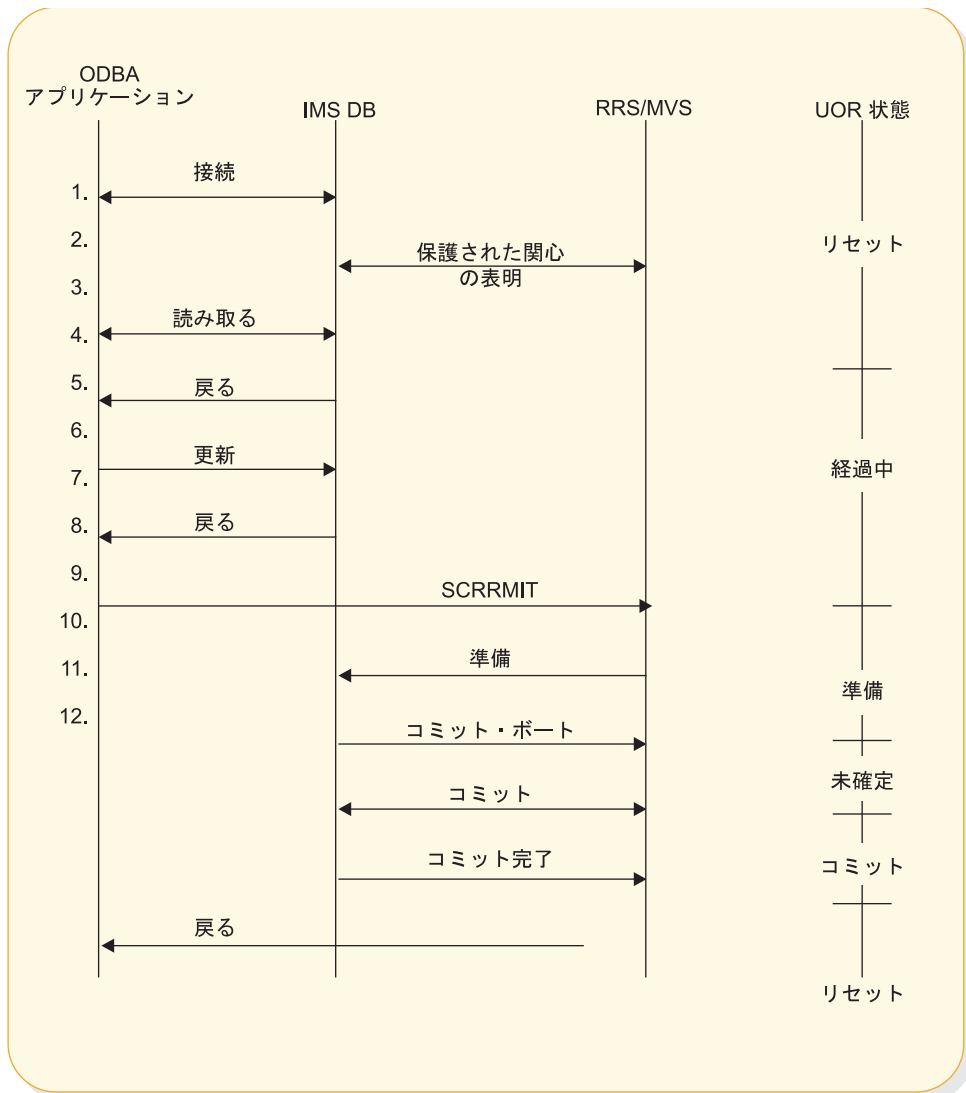 ODBA
アプリケーション
IMS DB
RRS/MVS
UOR 状態
接続
1.
2.
保護された関心
の表明
リセット
3.
読み取る
4.
5.
戻る
6.
更新
7.
経過中
8.
戻る
9.
SCRRMIT
10.
11.
準備
準備
12.
コミット・ボート
未確定
コミット
コミット完了
コミット
戻る
リセット